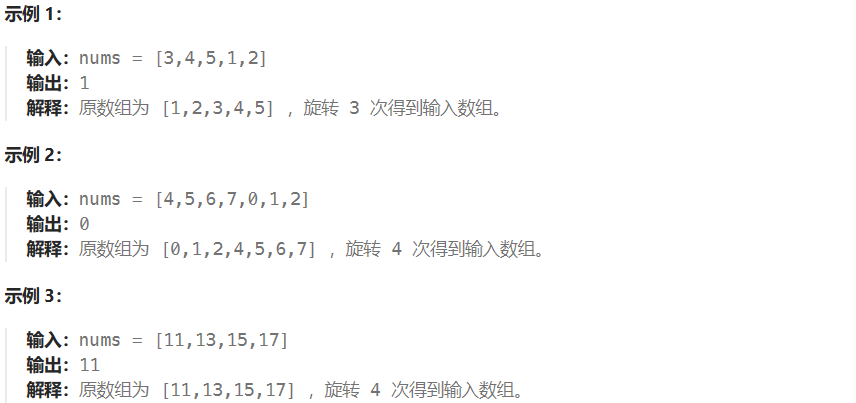 示例 1：
输入：nums = [3,4,5,1,2]
输出：1
解释：原数组为 [1,2,3,4,5] ，旋转 3 次得到输入数组。
示例 2：
输入：nums = [4,5,6,7,0,1,2]
输出：0
解释：原数组为 [0,1,2,4,5,6,7] ，旋转 4 次得到输入数组。
示例 3：
输入：nums = [11,13,15,17]
输出：11
解释：原数组为 [11,13,15,17] ，旋转 4 次得到输入数组。